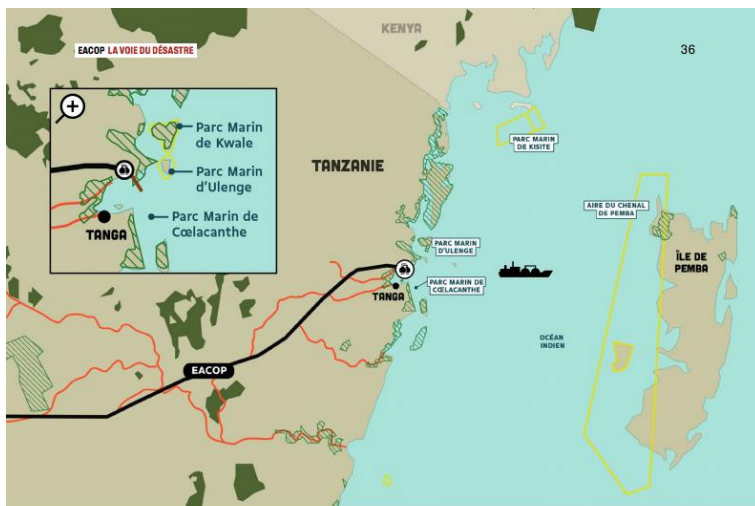 EACOP LA VOIE DU DÉSASTRE
KENYA
36
Parc Marin
de Kwale
Parc Marin
d'Ulenge
Parc Marin de
Cœlacanthe
TANGA
TANZANIE
PARC MARIN
DE KISITE
AIRE DU CHENAL
DE PEMBA
ÎLE DE
PEMBA
PARC MARIN
D'ULENGE
PARC MARIN DE
CŒLACANTHE
TANGA
OCÉAN
INDIEN
EACOP